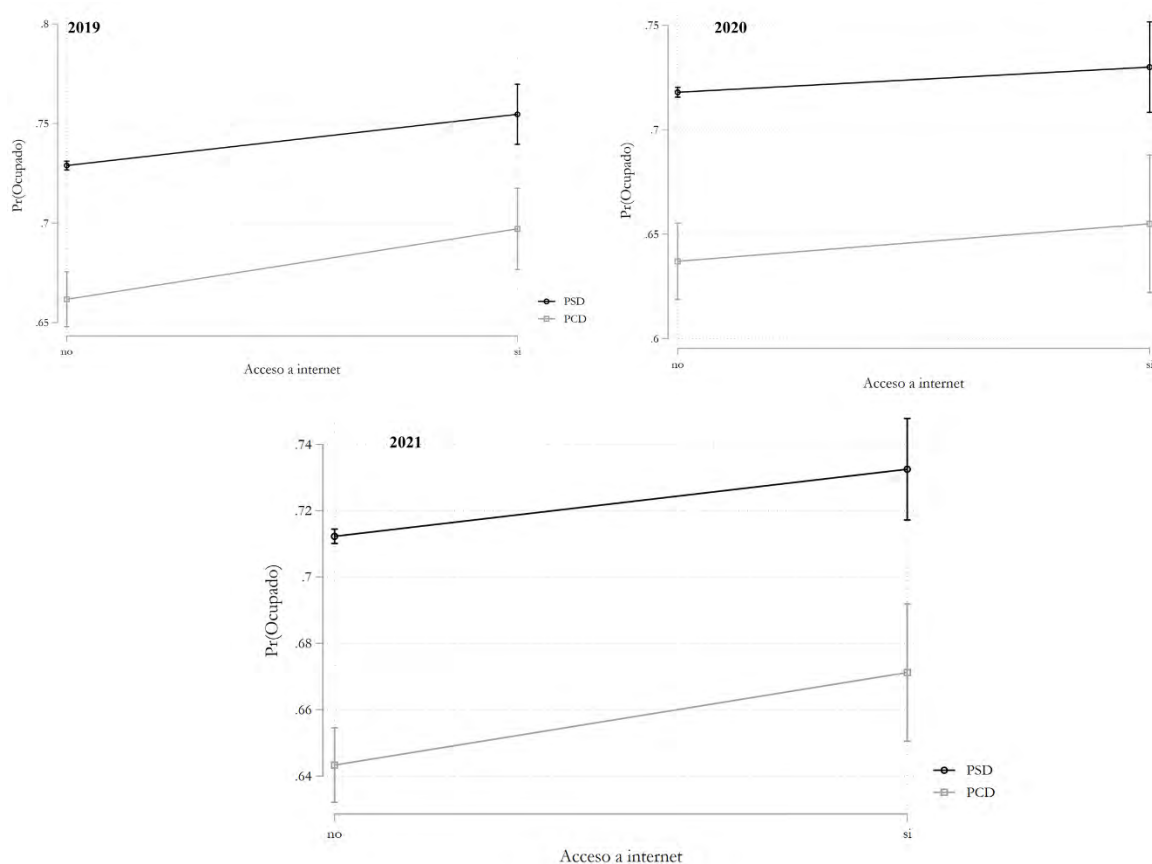 2019
.8
.75
.7
.65
Pr(Ocupado)
no
si
Acceso a internet
PSD
PCD
2020
.75
.7
.65
.6
Pr(Ocupado)
no
si
Acceso a internet
2021
.74
.72
.7
.68
.66
.64
Pr(Ocupado)
no
si
Acceso a internet
PSD
PCD